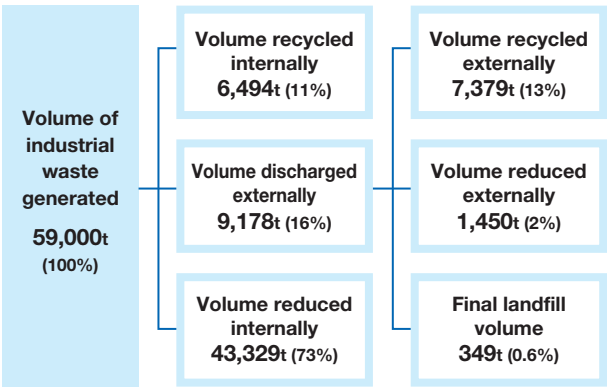 Volume of
industrial
waste
generated
59,000t
(100%)
Volume recycled
internally
6,494t (11%)
Volume discharged
externally
9,178t (16%)
Volume reduced
internally
43,329t (73%)
Volume recycled
externally
7,379t (13%)
Volume reduced
externally
1,450t (2%)
Final landfill
volume
349t (0.6%)